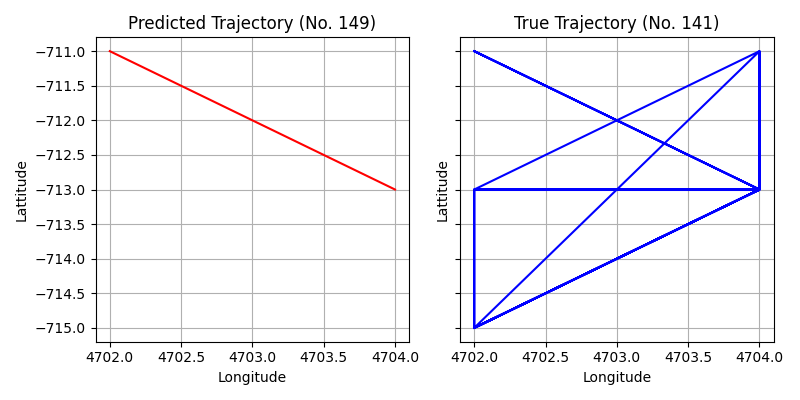 Predicted Trajectory (No. 149)
True Trajectory (No. 141)
−711.0
−711.5
−712.0
−712.5
−713.0
−713.5
−714.0
−714.5
−715.0
Lattitude
Lattitude
4702.0 4702.5 4703.0 4703.5 4704.0
4702.0 4702.5 4703.0 4703.5 4704.0
Longitude
Longitude